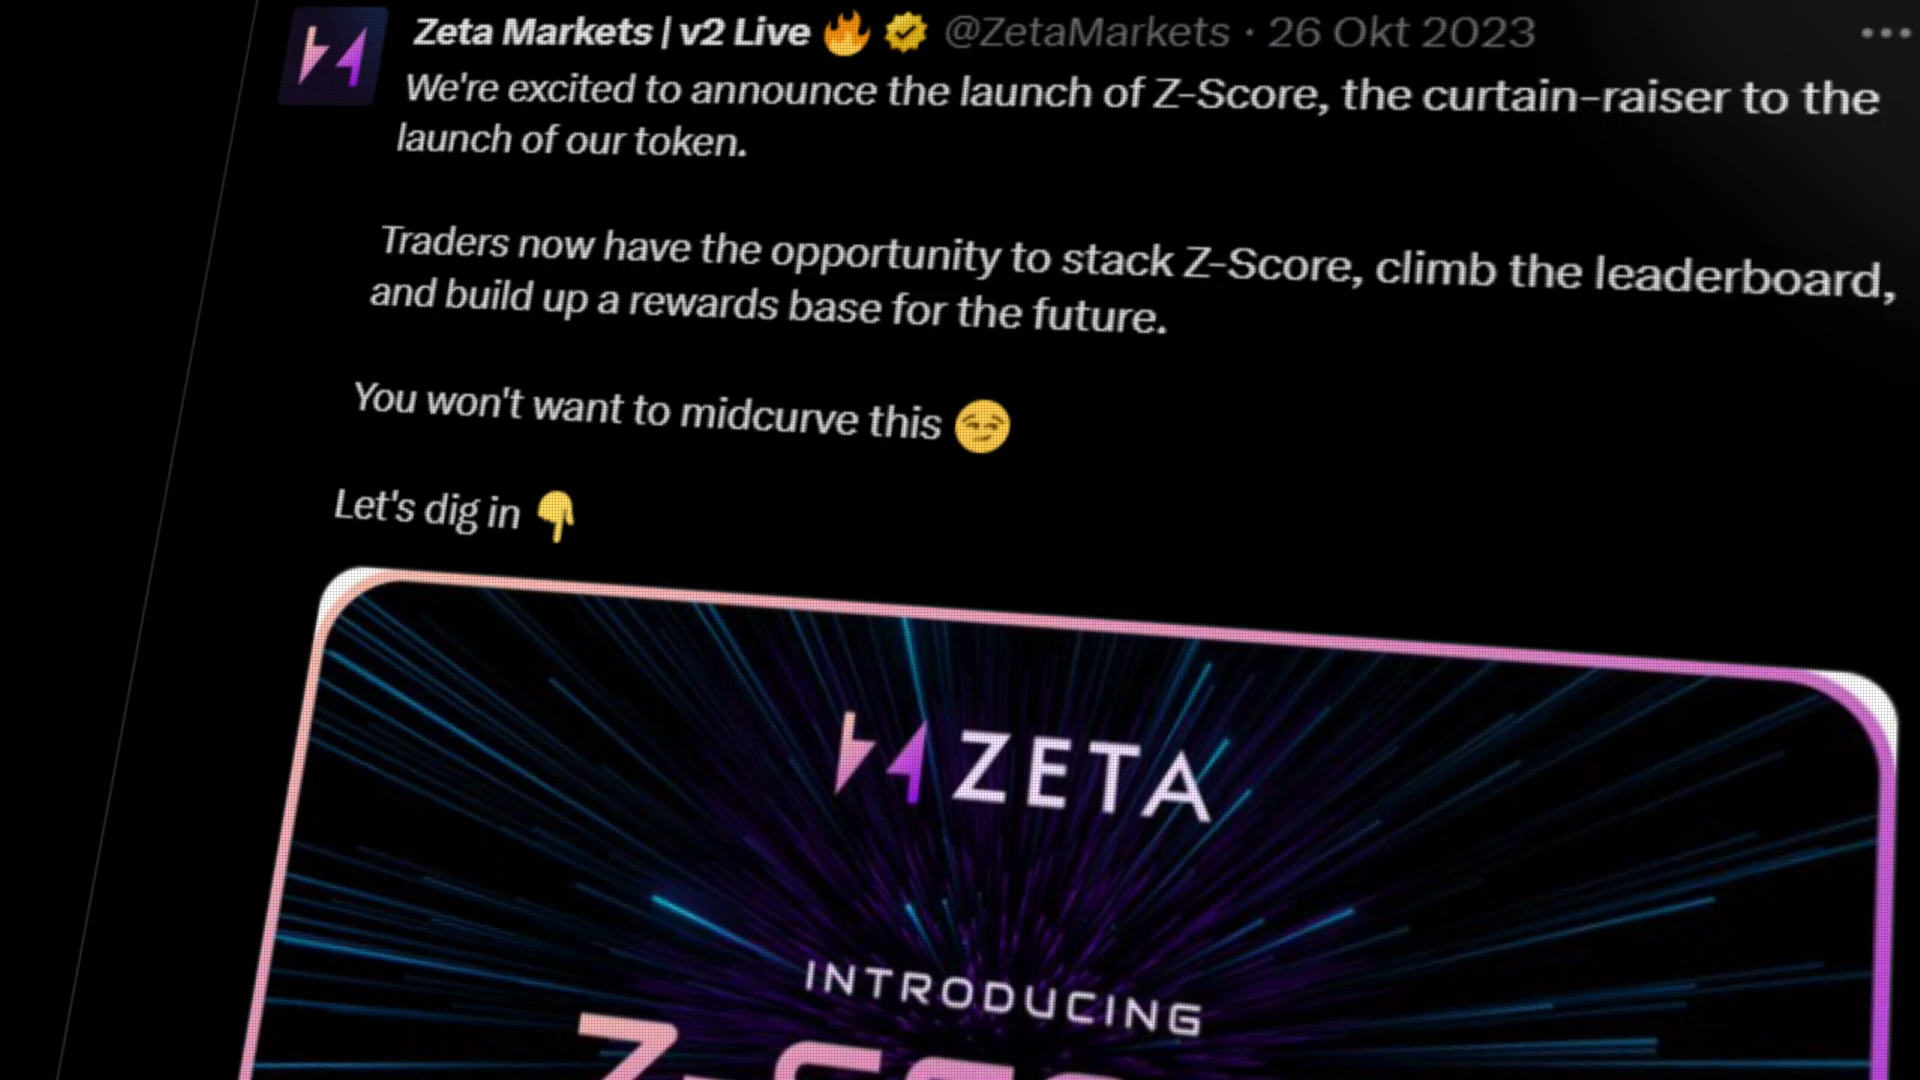 Zeta Markets | v2 Live 🔥 @ZetaMarkets · 26 Okt 2023
We're excited to announce the launch of Z-Score, the curtain-raiser to the
launch of our token.
Traders now have the opportunity to stack Z-Score, climb the leaderboard,
and build up a rewards base for the future.
You won't want to midcurve this 😏
Let's dig in 👇
ZETA
INTRODUCING